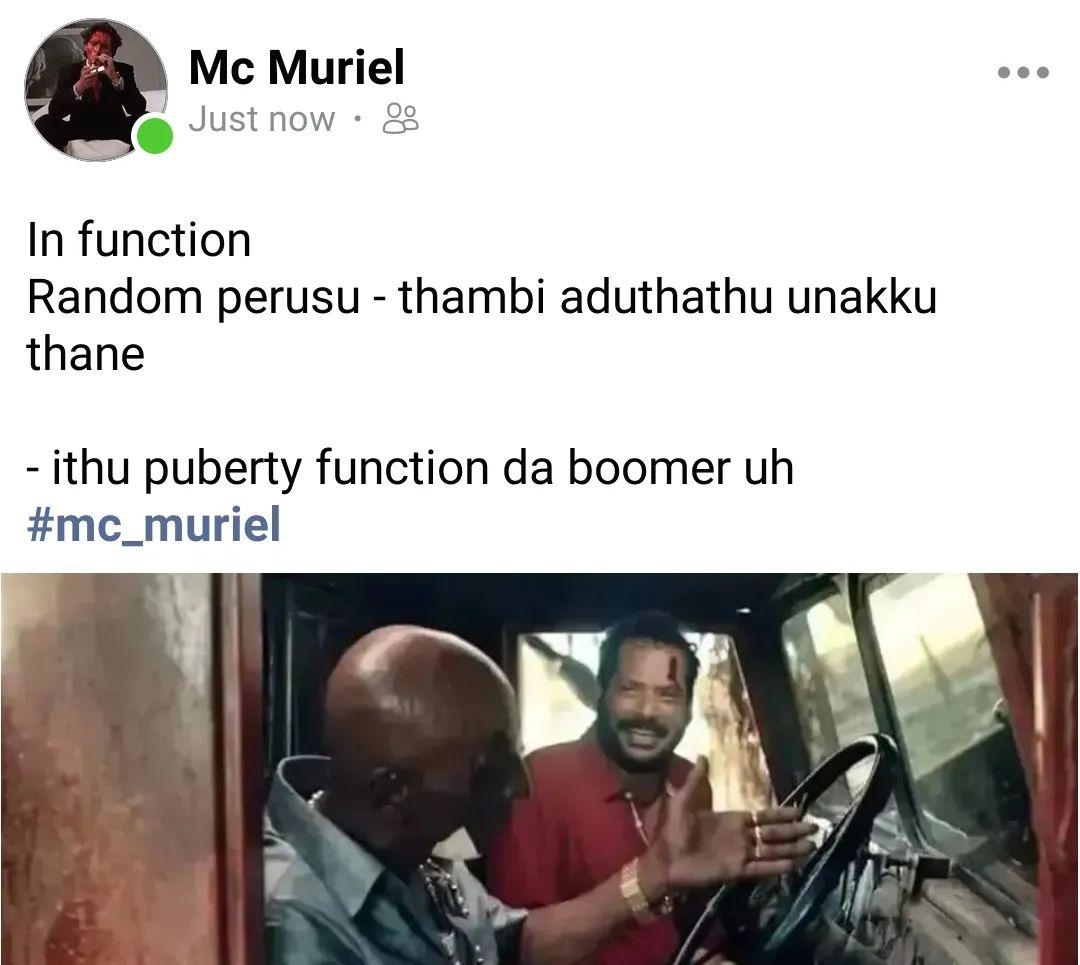 Mc Muriel
Just now ·
In function
Random perusu - thambi aduthathu unakku
thane
- ithu puberty function da boomer uh
#mc_muriel